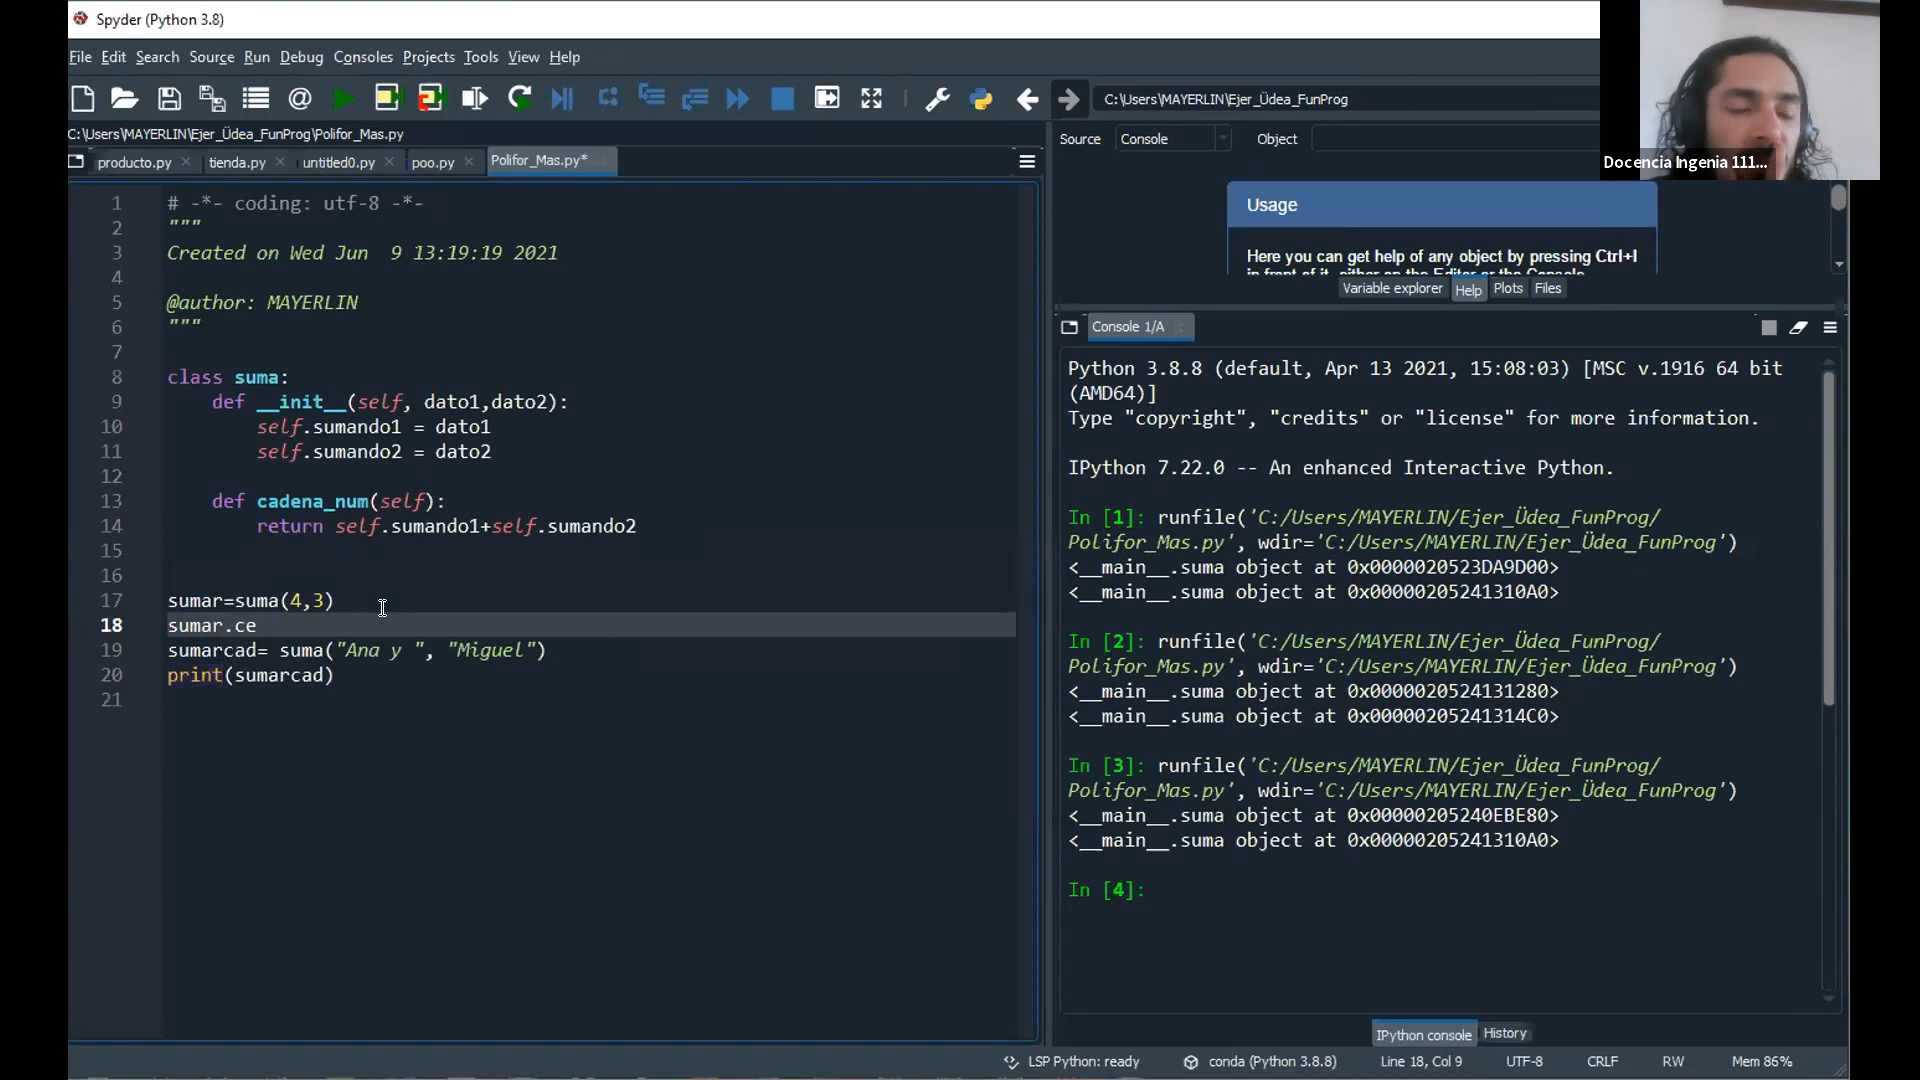 Spyder (Python 3.8)
File Edit Search Source Run Debug Consoles Projects Tools View Help
C:\Users\MAYERLIN\Ejer_Üdea_FunProg
C:\Users\MAYERLIN\Ejer_Üdea_FunProg\Polifor_Mas.py
Source Console Object
Docencia Ingenia 111...
producto.py tienda.py untitled0.py poo.py Polifor_Mas.py*
1 # -*- coding: utf-8 -*-
2 """
3 Created on Wed Jun  9 13:19:19 2021
4
5 @author: MAYERLIN
6 """
7
8 class suma:
9 def __init__(self, dato1,dato2):
10 self.sumando1 = dato1
11 self.sumando2 = dato2
12
13 def cadena_num(self):
14 return self.sumando1+self.sumando2
15
16
17 sumar=suma(4,3)
18 sumar.ce
19 sumarcad= suma("Ana y ", "Miguel")
20 print(sumarcad)
21
Usage
Here you can get help of any object by pressing Ctrl+I
in front of it, either on the Editor or the Console.
Variable explorer Help Plots Files
Console 1/A
Python 3.8.8 (default, Apr 13 2021, 15:08:03) [MSC v.1916 64 bit
(AMD64)]
Type "copyright", "credits" or "license" for more information.
IPython 7.22.0 -- An enhanced Interactive Python.
In [1]: runfile('C:/Users/MAYERLIN/Ejer_Üdea_FunProg/
Polifor_Mas.py', wdir='C:/Users/MAYERLIN/Ejer_Üdea_FunProg')
<__main__.suma object at 0x0000020523DA9D00>
<__main__.suma object at 0x00000205241310A0>
In [2]: runfile('C:/Users/MAYERLIN/Ejer_Üdea_FunProg/
Polifor_Mas.py', wdir='C:/Users/MAYERLIN/Ejer_Üdea_FunProg')
<__main__.suma object at 0x0000020524131280>
<__main__.suma object at 0x00000205241314C0>
In [3]: runfile('C:/Users/MAYERLIN/Ejer_Üdea_FunProg/
Polifor_Mas.py', wdir='C:/Users/MAYERLIN/Ejer_Üdea_FunProg')
<__main__.suma object at 0x00000205240EBE80>
<__main__.suma object at 0x00000205241310A0>
In [4]:
IPython console History
LSP Python: ready conda (Python 3.8.8) Line 18, Col 9 UTF-8 CRLF RW Mem 86%